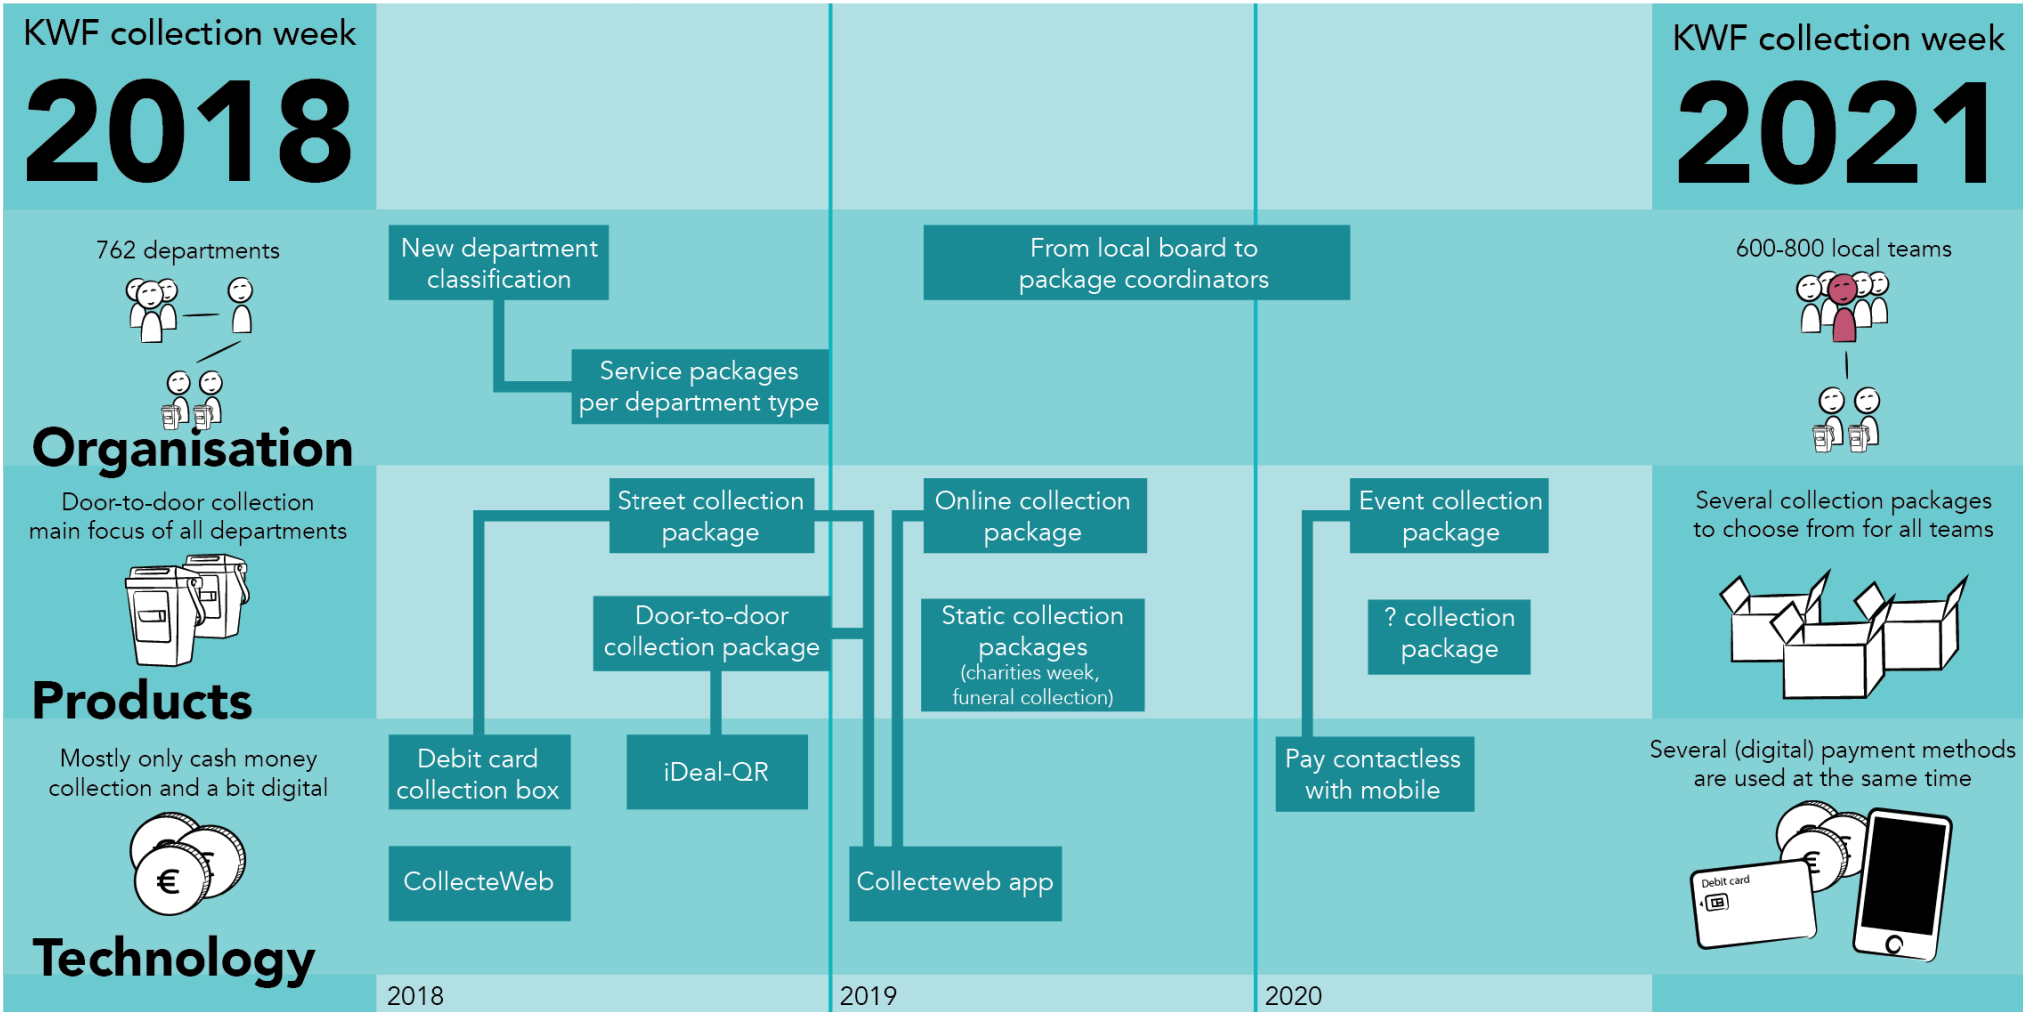 KWF collection week
2018
KWF collection week
2021
762 departments
Organisation
New department
classification
Service packages
per department type
From local board to
package coordinators
600-800 local teams
Door-to-door collection
main focus of all departments
Products
Street collection
package
Door-to-door
collection package
Online collection
package
Static collection
packages
(charities week,
funeral collection)
Event collection
package
? collection
package
Several collection packages
to choose from for all teams
Mostly only cash money
collection and a bit digital
€
€
Technology
Debit card
collection box
iDeal-QR
CollecteWeb
Collecteweb app
Pay contactless
with mobile
Several (digital) payment methods
are used at the same time
€
Debit card
2018
2019
2020